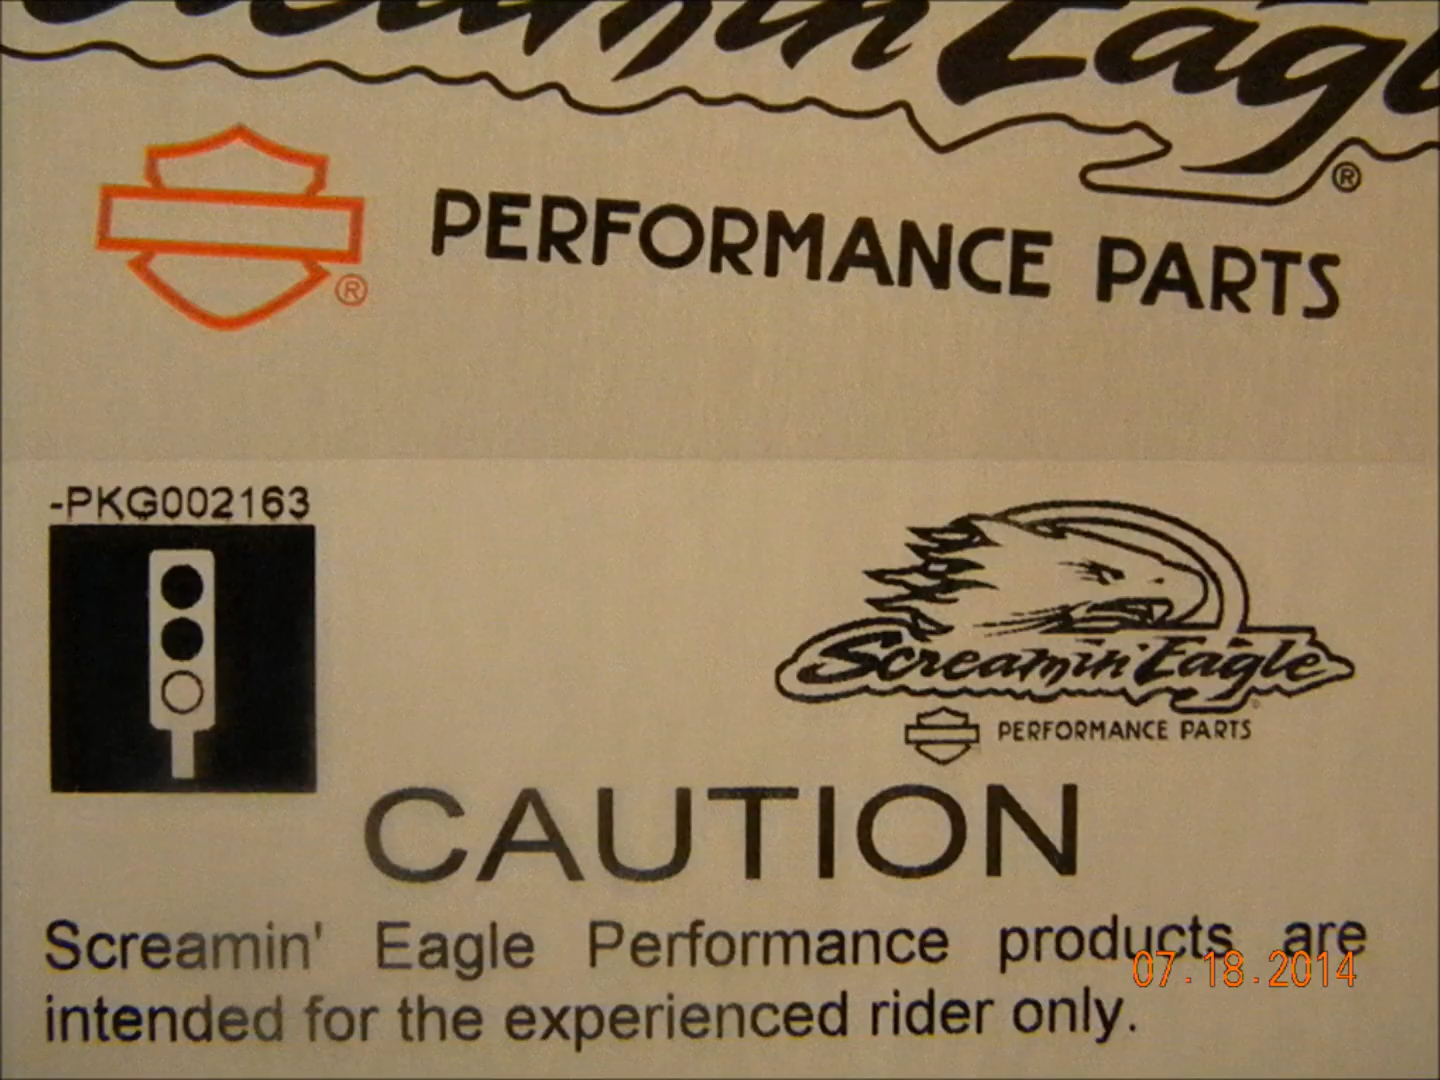 Screamin' Eagle
®
® PERFORMANCE PARTS
-PKG002163
Screamin' Eagle
PERFORMANCE PARTS
CAUTION
Screamin' Eagle Performance products are
intended for the experienced rider only.
07.18.2014